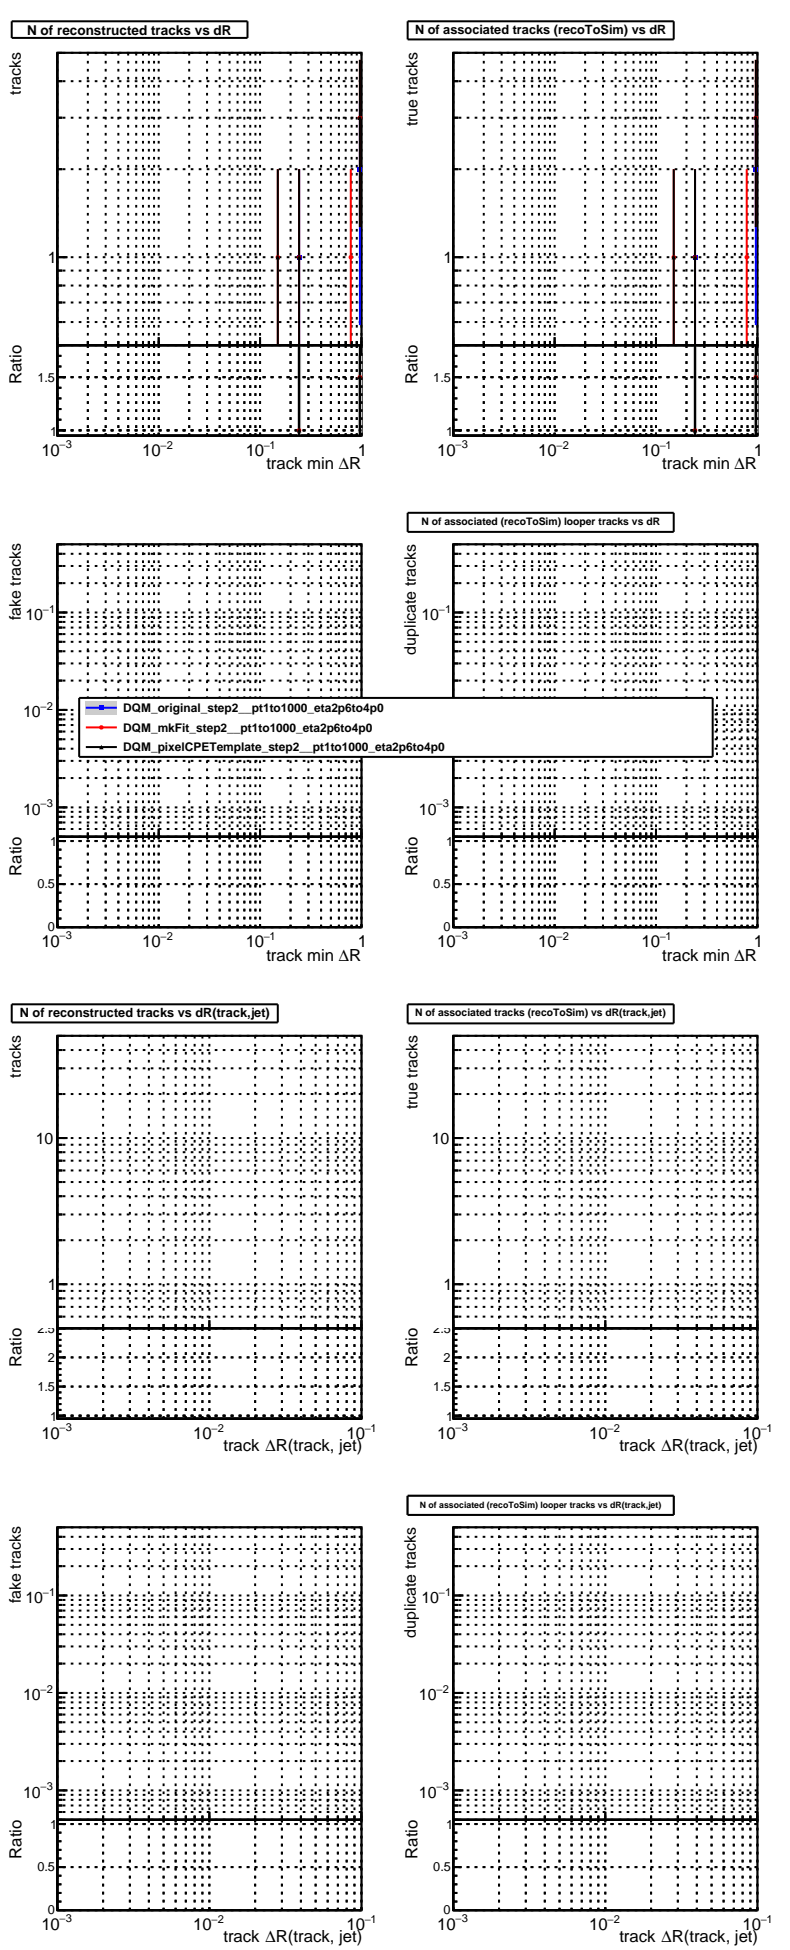 N of reconstructed tracks vs dR
tracks
1
Ratio
1.5
1
10−3 10−2 10−1 1
track min ΔR
N of associated tracks (recoToSim) vs dR
true tracks
1
Ratio
1.5
1
10−3 10−2 10−1 1
track min ΔR
fake tracks
10−1
10−2
10−3
Ratio
1
0.5
0
10−3 10−2 10−1 1
track min ΔR
N of associated (recoToSim) looper tracks vs dR
duplicate tracks
10−1
10−3
Ratio
1
0.5
0
10−3 10−2 10−1 1
track min ΔR
DQM_original_step2__pt1to1000_eta2p6to4p0
DQM_mkFit_step2__pt1to1000_eta2p6to4p0
DQM_pixelCPETemplate_step2__pt1to1000_eta2p6to4p0
N of reconstructed tracks vs dR(track,jet)
tracks
10
1
Ratio
2.5
2
1.5
1
10−3 10−2 10−1
track ΔR(track, jet)
N of associated tracks (recoToSim) vs dR(track,jet)
true tracks
10
1
Ratio
2.5
2
1.5
1
10−3 10−2 10−1
track ΔR(track, jet)
fake tracks
10−1
10−2
10−3
Ratio
1
0.5
0
10−3 10−2 10−1
track ΔR(track, jet)
N of associated (recoToSim) looper tracks vs dR(track,jet)
duplicate tracks
10−1
10−2
10−3
Ratio
1
0.5
0
10−3 10−2 10−1
track ΔR(track, jet)